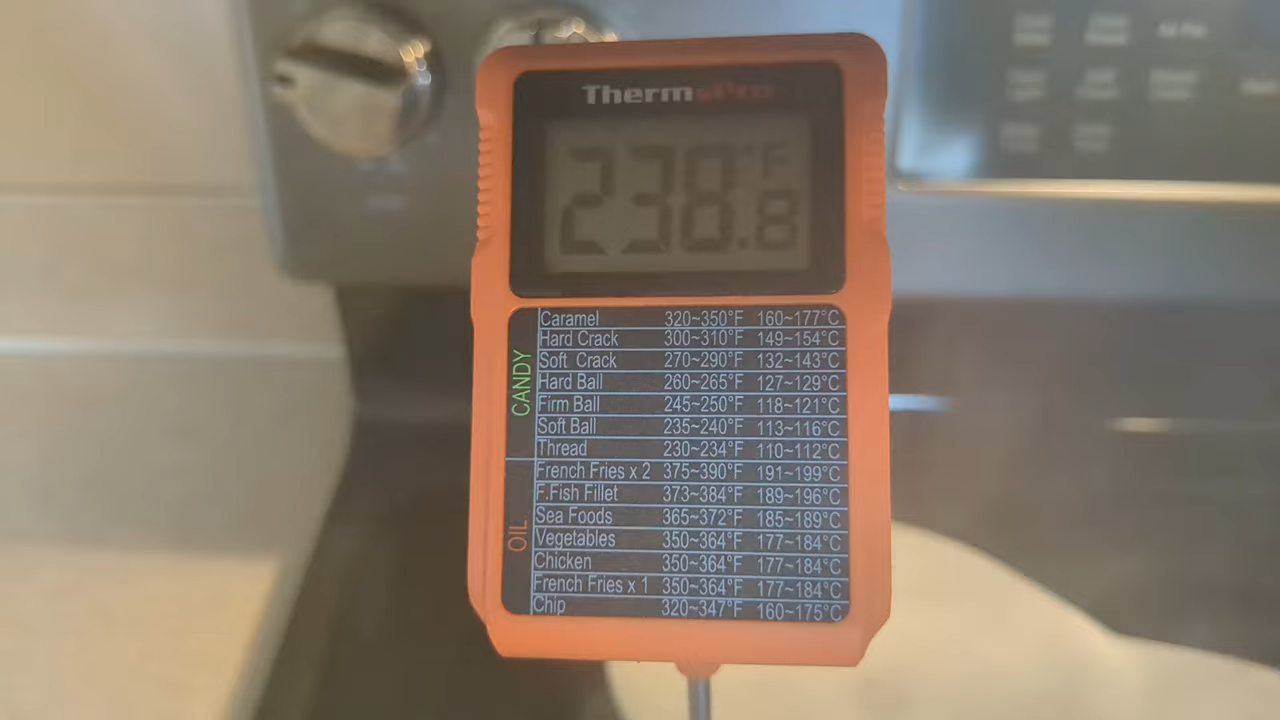 ThermoPro
238.8°F
CANDY
Caramel 320~350°F 160~177°C
Hard Crack 300~310°F 149~154°C
Soft Crack 270~290°F 132~143°C
Hard Ball 260~265°F 127~129°C
Firm Ball 245~250°F 118~121°C
Soft Ball 235~240°F 113~116°C
Thread 230~234°F 110~112°C
OIL
French Fries x 2 375~390°F 191~199°C
F.Fish Fillet 373~384°F 189~196°C
Sea Foods 365~372°F 185~189°C
Vegetables 350~364°F 177~184°C
Chicken 350~364°F 177~184°C
French Fries x 1 350~364°F 177~184°C
Chip 320~347°F 160~175°C